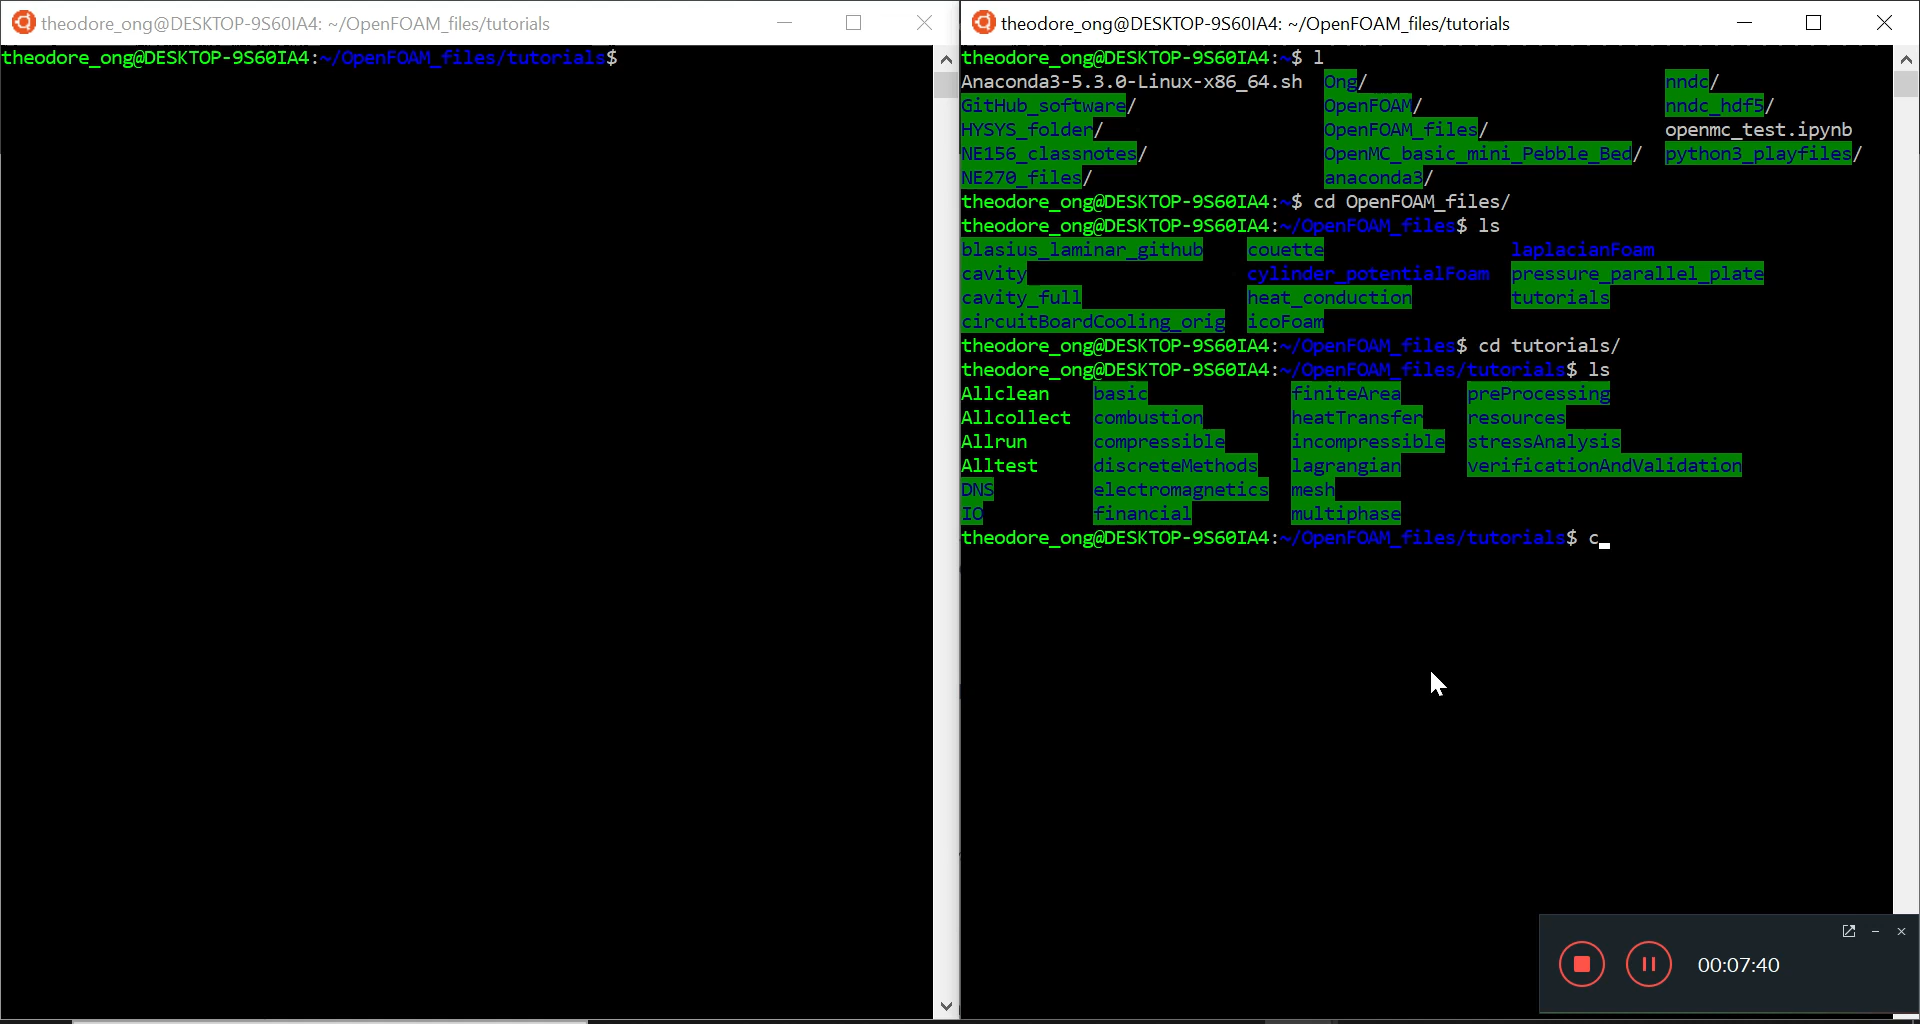 theodore_ong@DESKTOP-9S60IA4: ~/OpenFOAM_files/tutorials
theodore_ong@DESKTOP-9S60IA4:~/OpenFOAM_files/tutorials$
theodore_ong@DESKTOP-9S60IA4: ~/OpenFOAM_files/tutorials
theodore_ong@DESKTOP-9S60IA4:~$ l
Anaconda3-5.3.0-Linux-x86_64.sh Ong/ nndc/
GitHub_software/ OpenFOAM/ nndc_hdf5/
HYSYS_folder/ OpenFOAM_files/ openmc_test.ipynb
NE156_classnotes/ OpenMC_basic_mini_Pebble_Bed/ python3_playfiles/
NE270_files/ anaconda3/
theodore_ong@DESKTOP-9S60IA4:~$ cd OpenFOAM_files/
theodore_ong@DESKTOP-9S60IA4:~/OpenFOAM_files$ ls
blasius_laminar_github couette laplacianFoam
cavity cylinder_potentialFoam pressure_parallel_plate
cavity_full heat_conduction tutorials
circuitBoardCooling_orig icoFoam
theodore_ong@DESKTOP-9S60IA4:~/OpenFOAM_files$ cd tutorials/
theodore_ong@DESKTOP-9S60IA4:~/OpenFOAM_files/tutorials$ ls
Allclean basic finiteArea preProcessing
Allcollect combustion heatTransfer resources
Allrun compressible incompressible stressAnalysis
Alltest discreteMethods lagrangian verificationAndValidation
DNS electromagnetics mesh
IO financial multiphase
theodore_ong@DESKTOP-9S60IA4:~/OpenFOAM_files/tutorials$ c
00:07:40